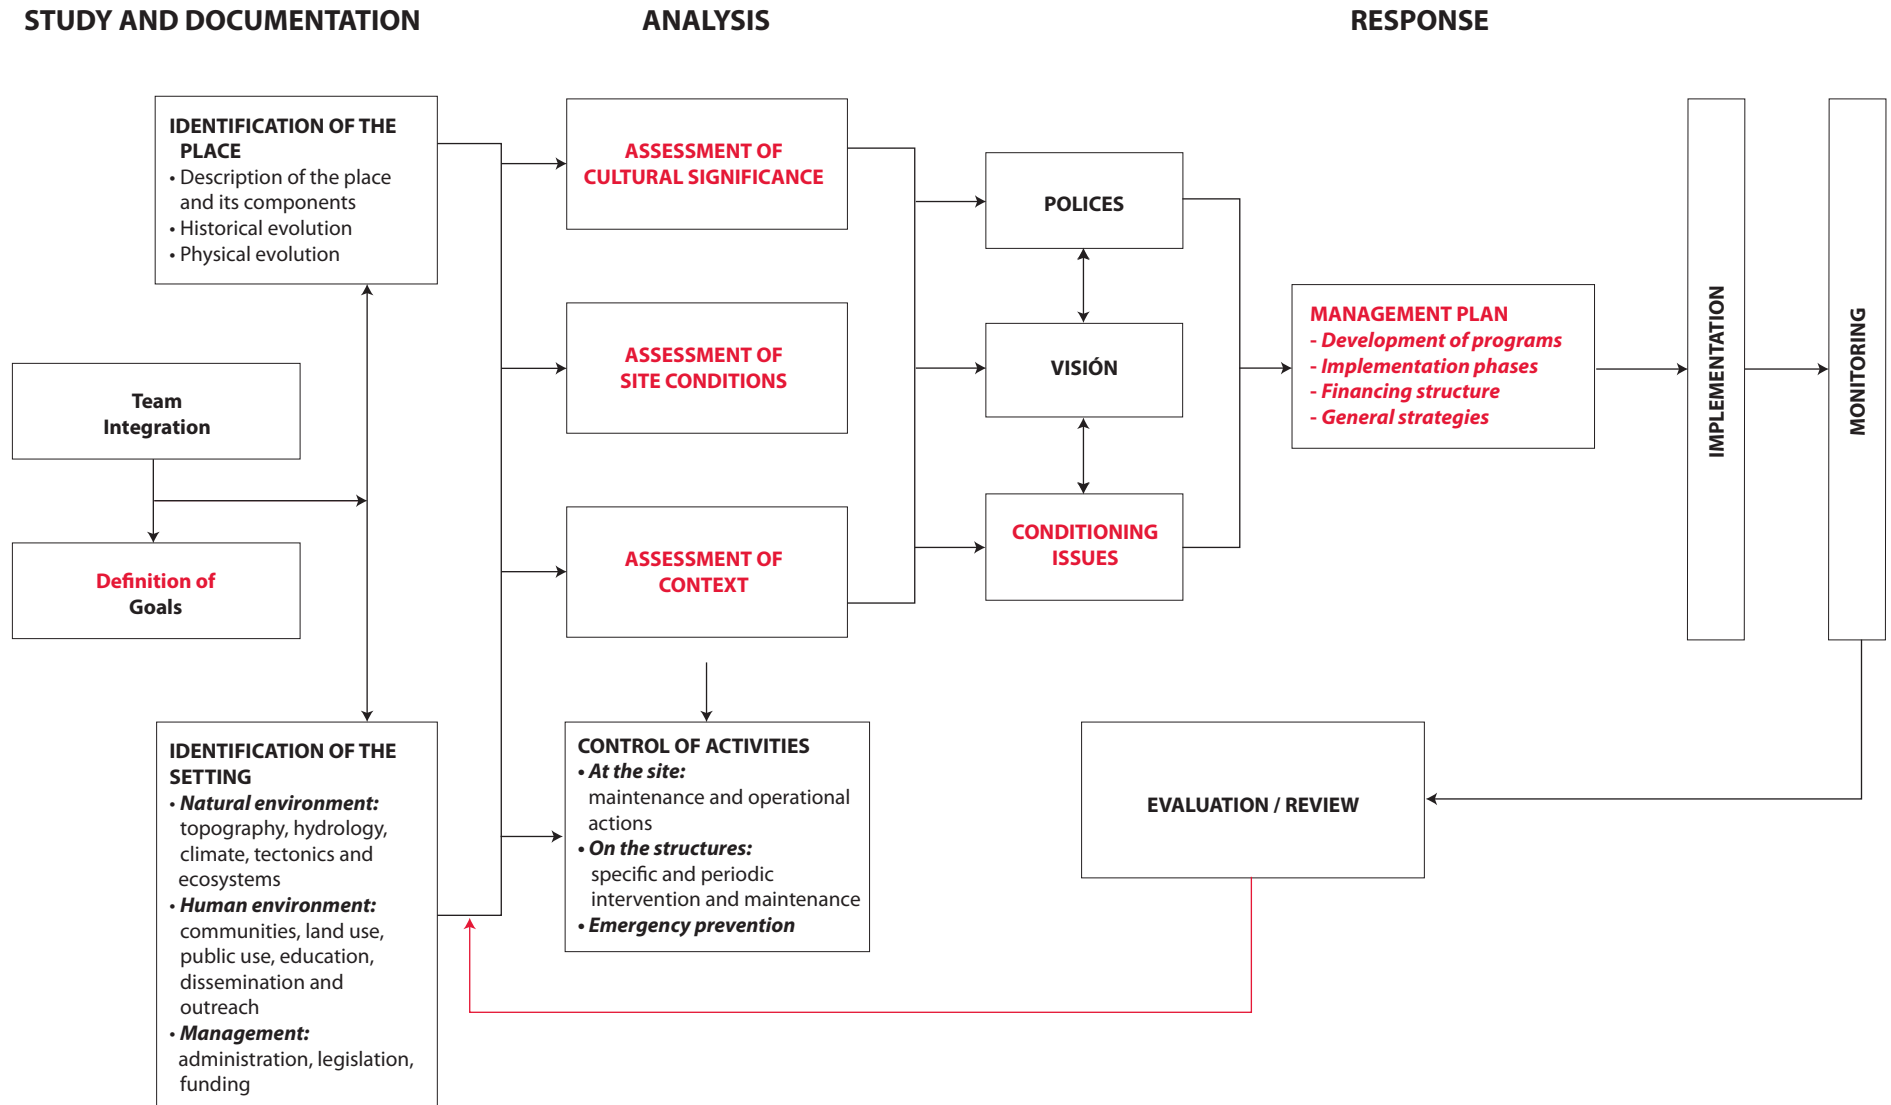 STUDY AND DOCUMENTATION
ANALYSIS
RESPONSE
IDENTIFICATION OF THE
PLACE
• Description of the place
and its components
• Historical evolution
• Physical evolution
Team
Integration
Definition of
Goals
IDENTIFICATION OF THE
SETTING
• Natural environment:
topography, hydrology,
climate, tectonics and
ecosystems
• Human environment:
communities, land use,
public use, education,
dissemination and
outreach
• Management:
administration, legislation,
funding
ASSESSMENT OF
CULTURAL SIGNIFICANCE
ASSESSMENT OF
SITE CONDITIONS
ASSESSMENT OF
CONTEXT
CONTROL OF ACTIVITIES
• At the site:
maintenance and operational
actions
• On the structures:
specific and periodic
intervention and maintenance
• Emergency prevention
POLICES
VISIÓN
CONDITIONING
ISSUES
MANAGEMENT PLAN
- Development of programs
- Implementation phases
- Financing structure
- General strategies
IMPLEMENTATION
MONITORING
EVALUATION / REVIEW